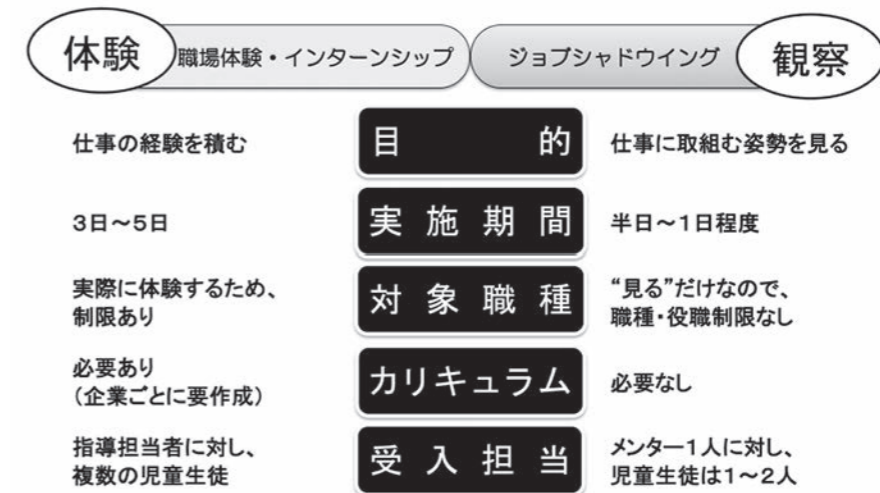 体験 職場体験・インターンシップ ジョブシャドウイング 観察
仕事の経験を積む 目的 仕事に取組む姿勢を見る
3日～5日 実施期間 半日～1日程度
実際に体験するため、
制限あり
対象職種
“見る”だけなので、
職種・役職制限なし
必要あり
(企業ごとに要作成)
カリキュラム
必要なし
指導担当者に対し、
複数の児童生徒
受入担当
メンター1人に対し、
児童生徒は1～2人